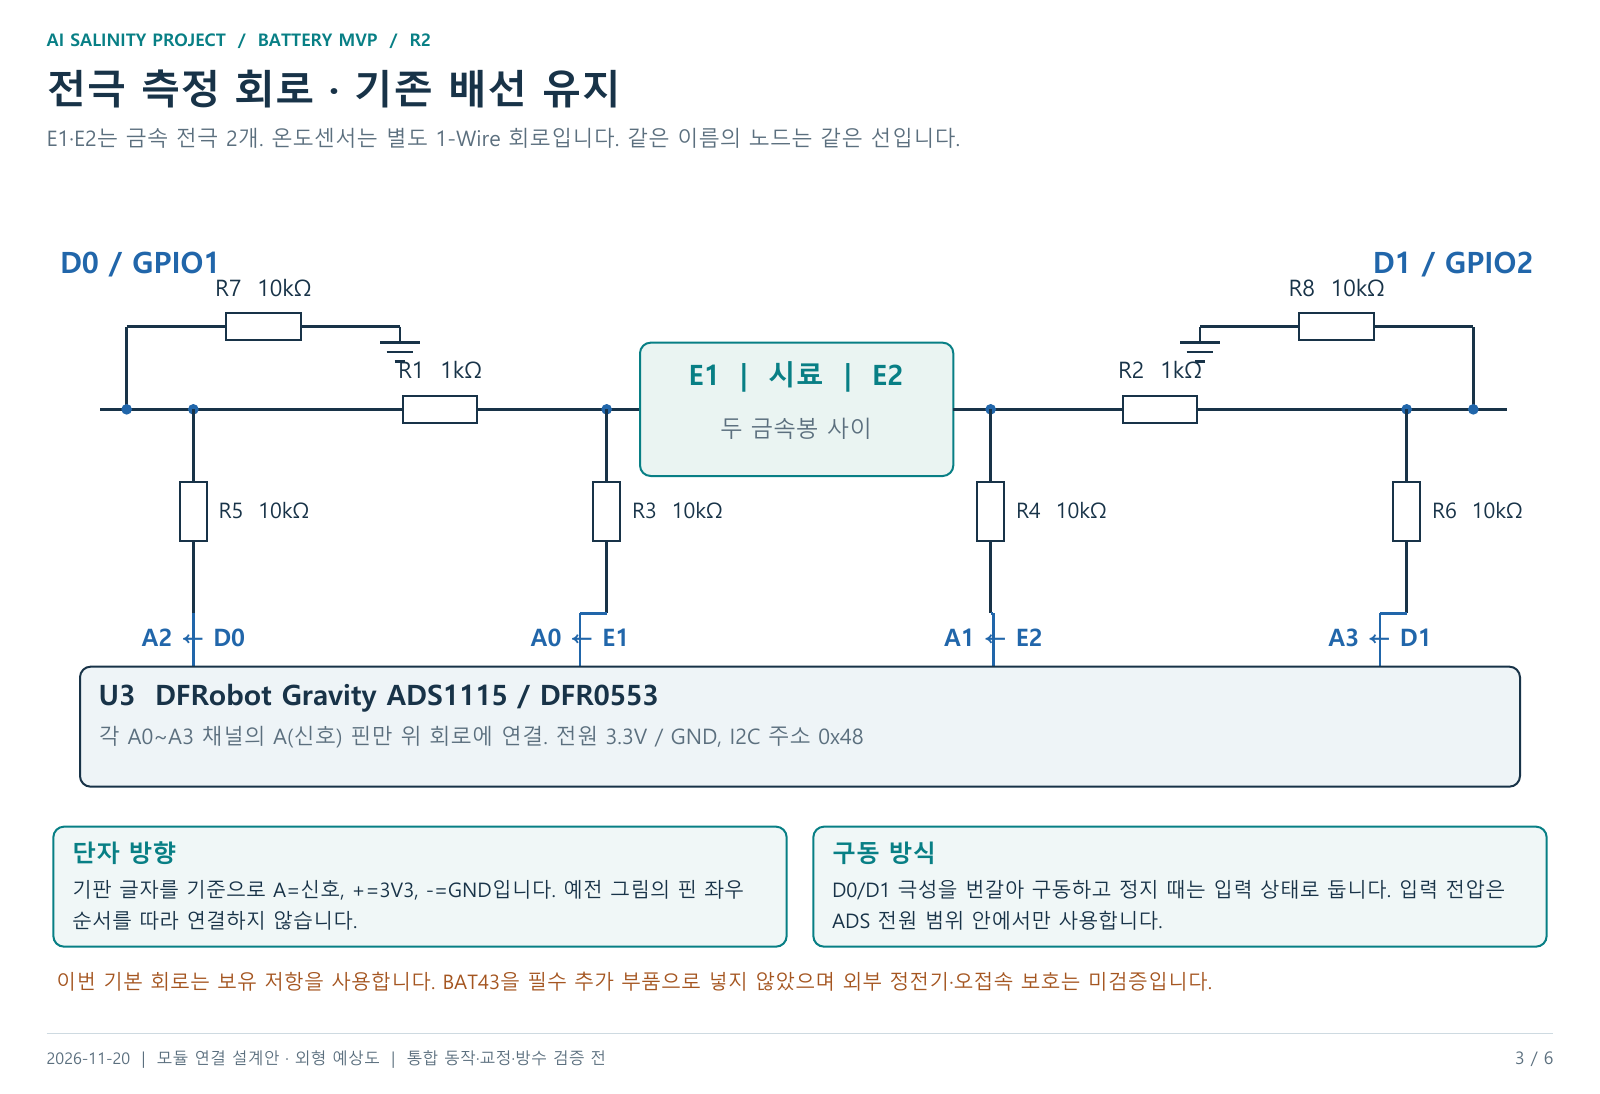 AI SALINITY PROJECT / BATTERY MVP / R2
전극 측정 회로 · 기존 배선 유지
E1·E2는 금속 전극 2개. 온도센서는 별도 1-Wire 회로입니다. 같은 이름의 노드는 같은 선입니다.
D0 / GPIO1
D1 / GPIO2
R7 10kΩ
R8 10kΩ
R1 1kΩ
E1 | 시료 | E2
R2 1kΩ
두 금속봉 사이
R5 10kΩ
R3 10kΩ
R4 10kΩ
R6 10kΩ
A2 ← D0
A0 ← E1
A1 ← E2
A3 ← D1
U3 DFRobot Gravity ADS1115 / DFR0553
각 A0~A3 채널의 A(신호) 핀만 위 회로에 연결. 전원 3.3V / GND, I2C 주소 0x48
단자 방향
기판 글자를 기준으로 A=신호, +=3V3, -=GND입니다. 예전 그림의 핀 좌우
순서를 따라 연결하지 않습니다.
구동 방식
D0/D1 극성을 번갈아 구동하고 정지 때는 입력 상태로 둡니다. 입력 전압은
ADS 전원 범위 안에서만 사용합니다.
이번 기본 회로는 보유 저항을 사용합니다. BAT43을 필수 추가 부품으로 넣지 않았으며 외부 정전기·오접속 보호는 미검증입니다.
2026-11-20 | 모듈 연결 설계안 · 외형 예상도 | 통합 동작·교정·방수 검증 전
3 / 6